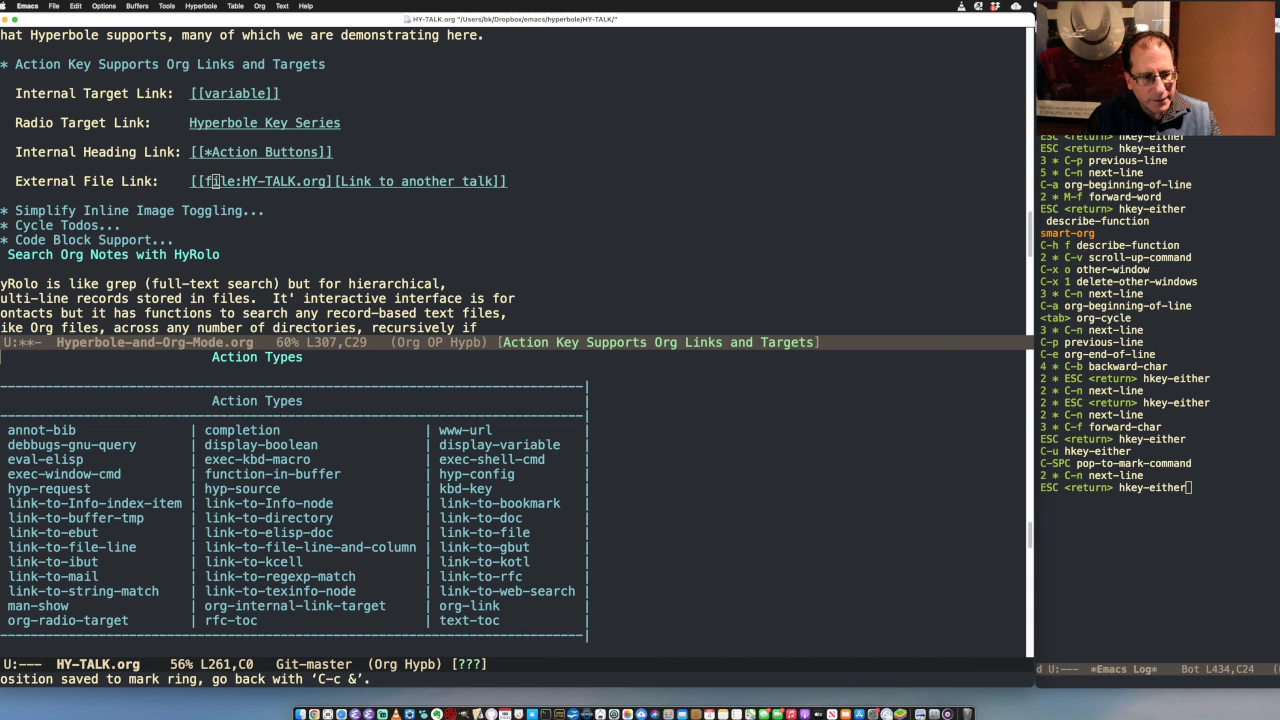 Emacs File Edit Options Buffers Tools Hyperbole Table Org Text Help
HY-TALK.org "/Users/bk/Dropbox/emacs/hyperbole/HY-TALK/"
hat Hyperbole supports, many of which we are demonstrating here.
* Action Key Supports Org Links and Targets
Internal Target Link: [[variable]]
Radio Target Link: Hyperbole Key Series
Internal Heading Link: [[*Action Buttons]]
External File Link: [[file:HY-TALK.org][Link to another talk]]
* Simplify Inline Image Toggling...
* Cycle Todos...
* Code Block Support...
Search Org Notes with HyRolo
yRolo is like grep (full-text search) but for hierarchical,
ulti-line records stored in files. It' interactive interface is for
ontacts but it has functions to search any record-based text files,
ike Org files, across any number of directories, recursively if
U:**- Hyperbole-and-Org-Mode.org 60% L307,C29 (Org OP Hypb) [Action Key Supports Org Links and Targets]
Action Types
-----------------------------------------------------------------------------|
Action Types |
-----------------------------------------------------------------------------|
annot-bib | completion | www-url |
debbugs-gnu-query | display-boolean | display-variable |
eval-elisp | exec-kbd-macro | exec-shell-cmd |
exec-window-cmd | function-in-buffer | hyp-config |
hyp-request | hyp-source | kbd-key |
link-to-Info-index-item | link-to-Info-node | link-to-bookmark |
link-to-buffer-tmp | link-to-directory | link-to-doc |
link-to-ebut | link-to-elisp-doc | link-to-file |
link-to-file-line | link-to-file-line-and-column | link-to-gbut |
link-to-ibut | link-to-kcell | link-to-kotl |
link-to-mail | link-to-regexp-match | link-to-rfc |
link-to-string-match | link-to-texinfo-node | link-to-web-search |
man-show | org-internal-link-target | org-link |
org-radio-target | rfc-toc | text-toc |
-----------------------------------------------------------------------------|
U:--- HY-TALK.org 56% L261,C0 Git-master (Org Hypb) [???]
osition saved to mark ring, go back with ‘C-c &’.
ESC <return> hkey-either
ESC <return> hkey-either
3 * C-p previous-line
5 * C-n next-line
C-a org-beginning-of-line
2 * M-f forward-word
ESC <return> hkey-either
describe-function
smart-org
C-h f describe-function
2 * C-v scroll-up-command
C-x o other-window
C-x 1 delete-other-windows
3 * C-n next-line
C-a org-beginning-of-line
<tab> org-cycle
3 * C-n next-line
C-p previous-line
C-e org-end-of-line
4 * C-b backward-char
2 * ESC <return> hkey-either
2 * C-n next-line
2 * ESC <return> hkey-either
2 * C-n next-line
3 * C-f forward-char
ESC <return> hkey-either
C-u hkey-either
C-SPC pop-to-mark-command
2 * C-n next-line
ESC <return> hkey-either
d U:--- *Emacs Log* Bot L434,C24